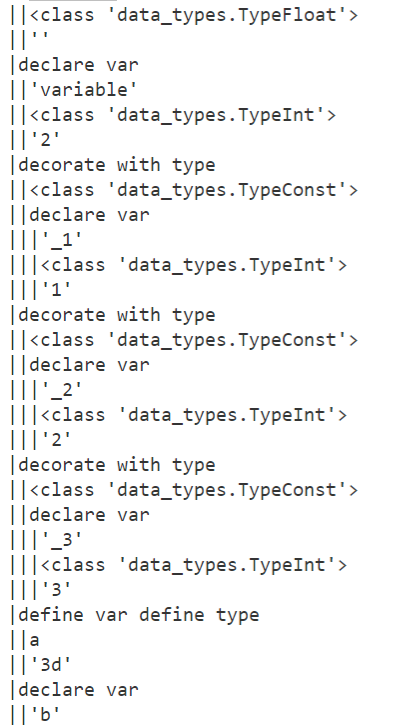 ||<class 'data_types.TypeFloat'>
||''
|declare var
||'variable'
||<class 'data_types.TypeInt'>
||'2'
|decorate with type
||<class 'data_types.TypeConst'>
||declare var
|||'_1'
|||<class 'data_types.TypeInt'>
|||'1'
|decorate with type
||<class 'data_types.TypeConst'>
||declare var
|||'_2'
|||<class 'data_types.TypeInt'>
|||'2'
|decorate with type
||<class 'data_types.TypeConst'>
||declare var
|||'_3'
|||<class 'data_types.TypeInt'>
|||'3'
|define var define type
||a
||'3d'
|declare var
||'b'